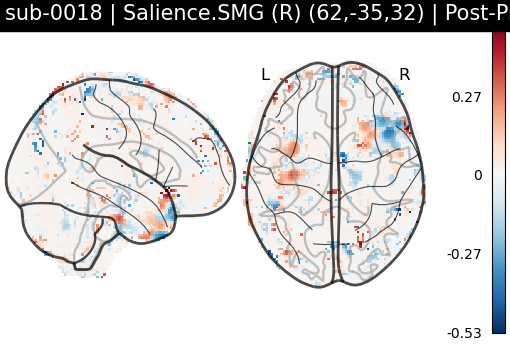 sub-0018 | Salience.SMG (R) (62,-35,32) | Post-P
L
R
0.27
0
-0.27
-0.53